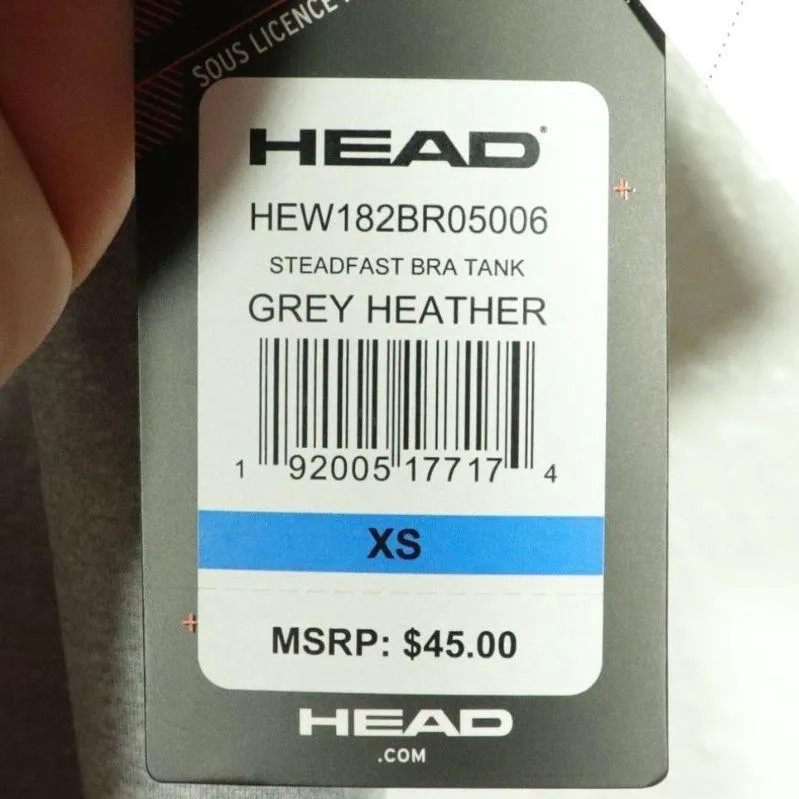 SOUS LICENCE
HEAD®
HEW182BR05006
STEADFAST BRA TANK
GREY HEATHER
1 92005 17717 4
XS
MSRP: $45.00
HEAD
.COM